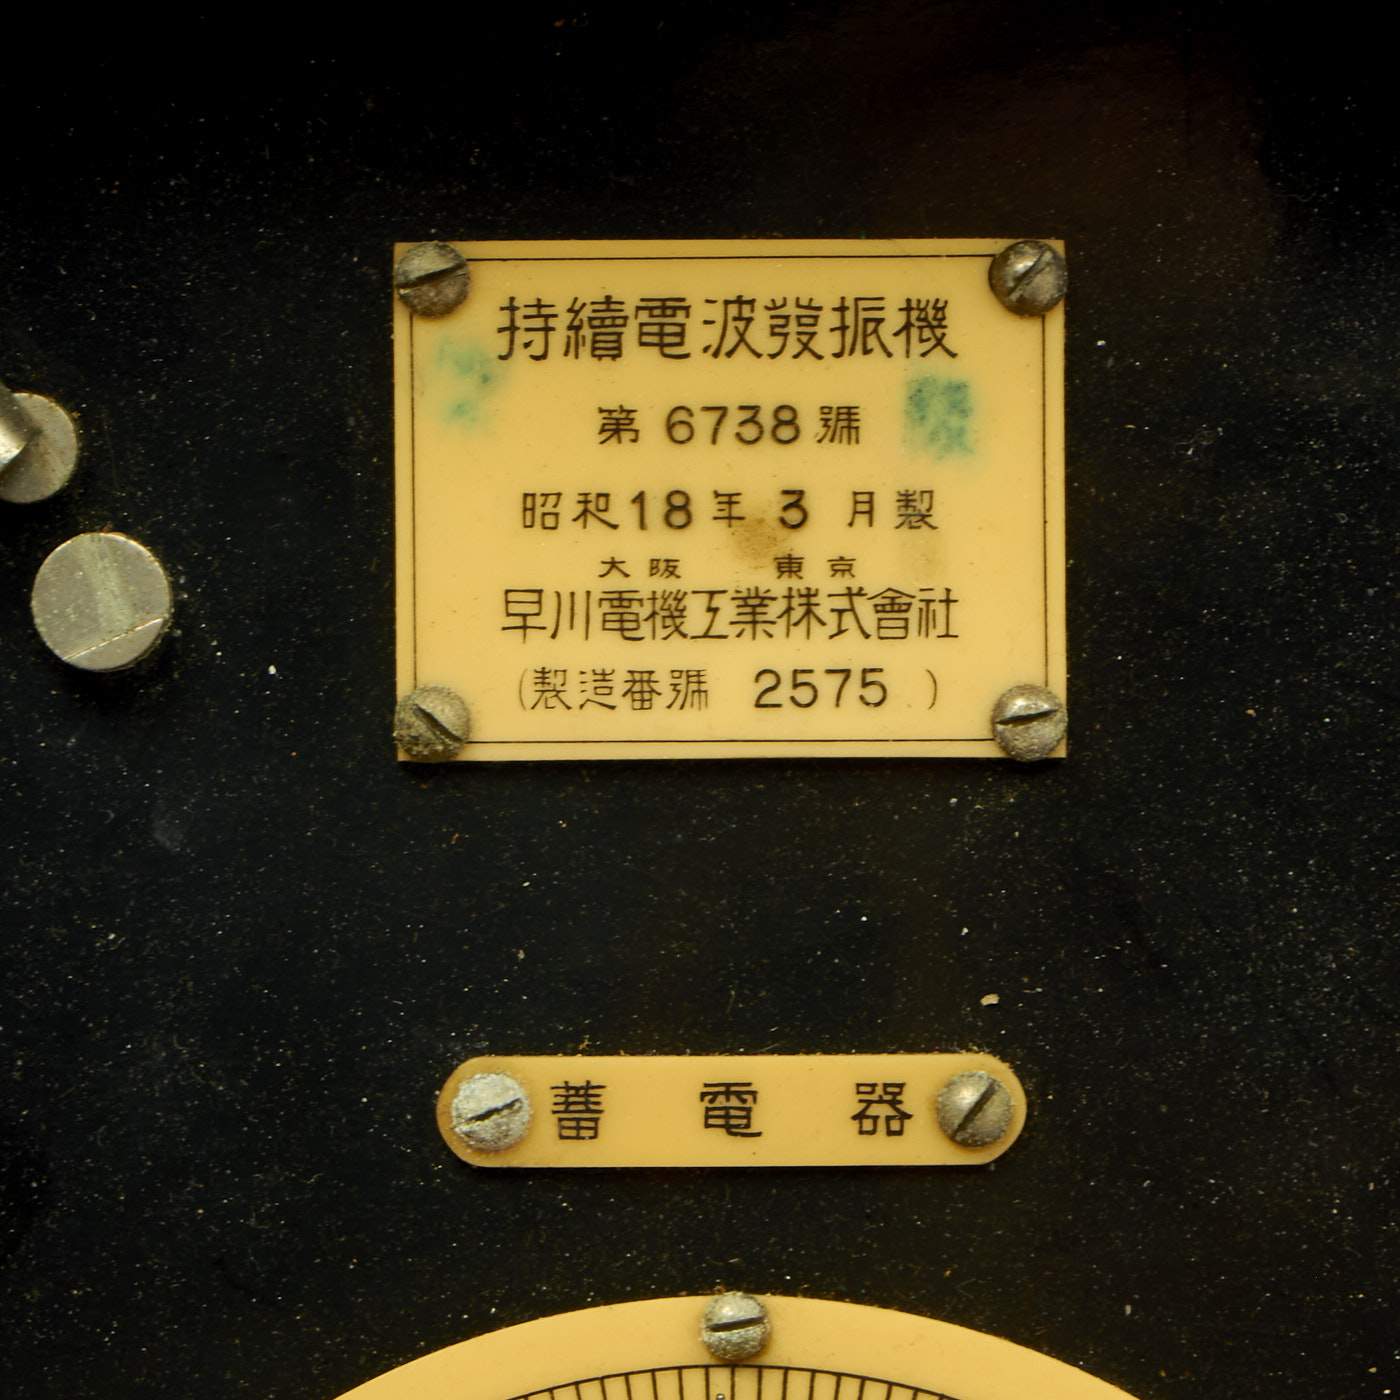 持續電波發振機
第 6738 號
昭和18年 3 月製
大阪 東京
早川電機工業株式會社
(製造番號 2575 )
蓄 電 器